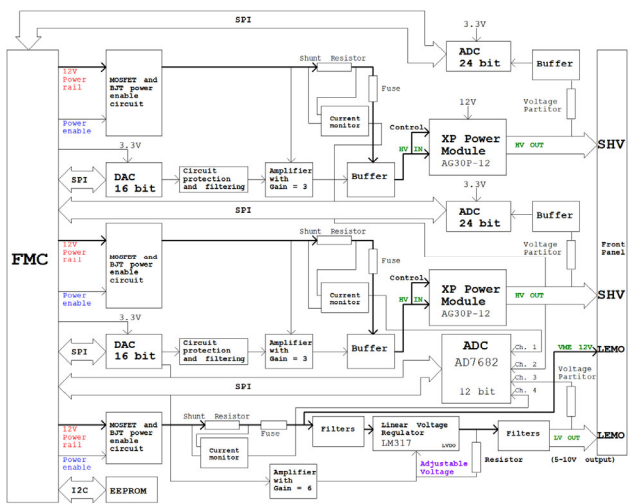 SPI
3.3V
FMC
12V
Power
rail
Power
enable
MOSFET and
BJT power
enable
circuit
Shunt Resistor
Fuse
Current
monitor
ADC
24 bit
Buffer
Voltage
Partitor
12V
Control
HV IN
XP Power
Module
AG30P-12
HV OUT
SHV
3.3V
SPI
DAC
16 bit
Circuit
protection
and filtering
Amplifier
with
Gain = 3
Buffer
3.3V
SPI
12V
Power
rail
Power
enable
MOSFET and
BJT power
enable
circuit
Shunt Resistor
Fuse
Current
monitor
ADC
24 bit
Buffer
Voltage
Partitor
Front
Panel
Control
HV IN
XP Power
Module
AG30P-12
HV OUT
SHV
3.3V
SPI
DAC
16 bit
Circuit
protection
and filtering
Amplifier
with
Gain = 3
Buffer
ADC
AD7682
12 bit
Ch. 1
Ch. 2
Ch. 3
Ch. 4
VME 12V
LEMO
Voltage
Partitor
SPI
12V
Power
rail
Power
enable
MOSFET and
BJT power
enable
circuit
Shunt Resistor
Fuse
Current
monitor
Filters
Linear Voltage
Regulator
LM317
LVDO
Filters
LV OUT
LEMO
Adjustable
Voltage
Resistor
(5-10V output)
Amplifier
with
Gain = 6
I2C
EEPROM